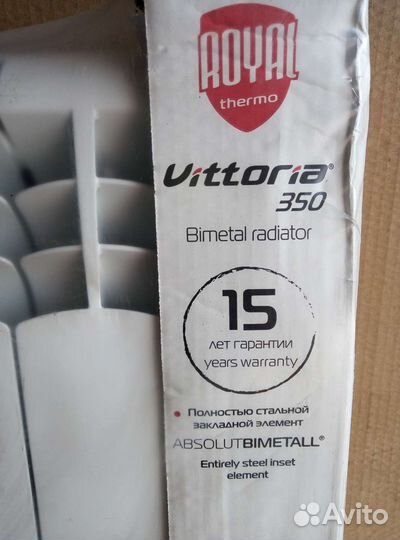 ROYAL
thermo
Vittoria®
350
Bimetal radiator
15
лет гарантии
years warranty
• Полностью стальной
закладной элемент
ABSOLUTBIMETALL®
Entirely steel inset
element
Avito